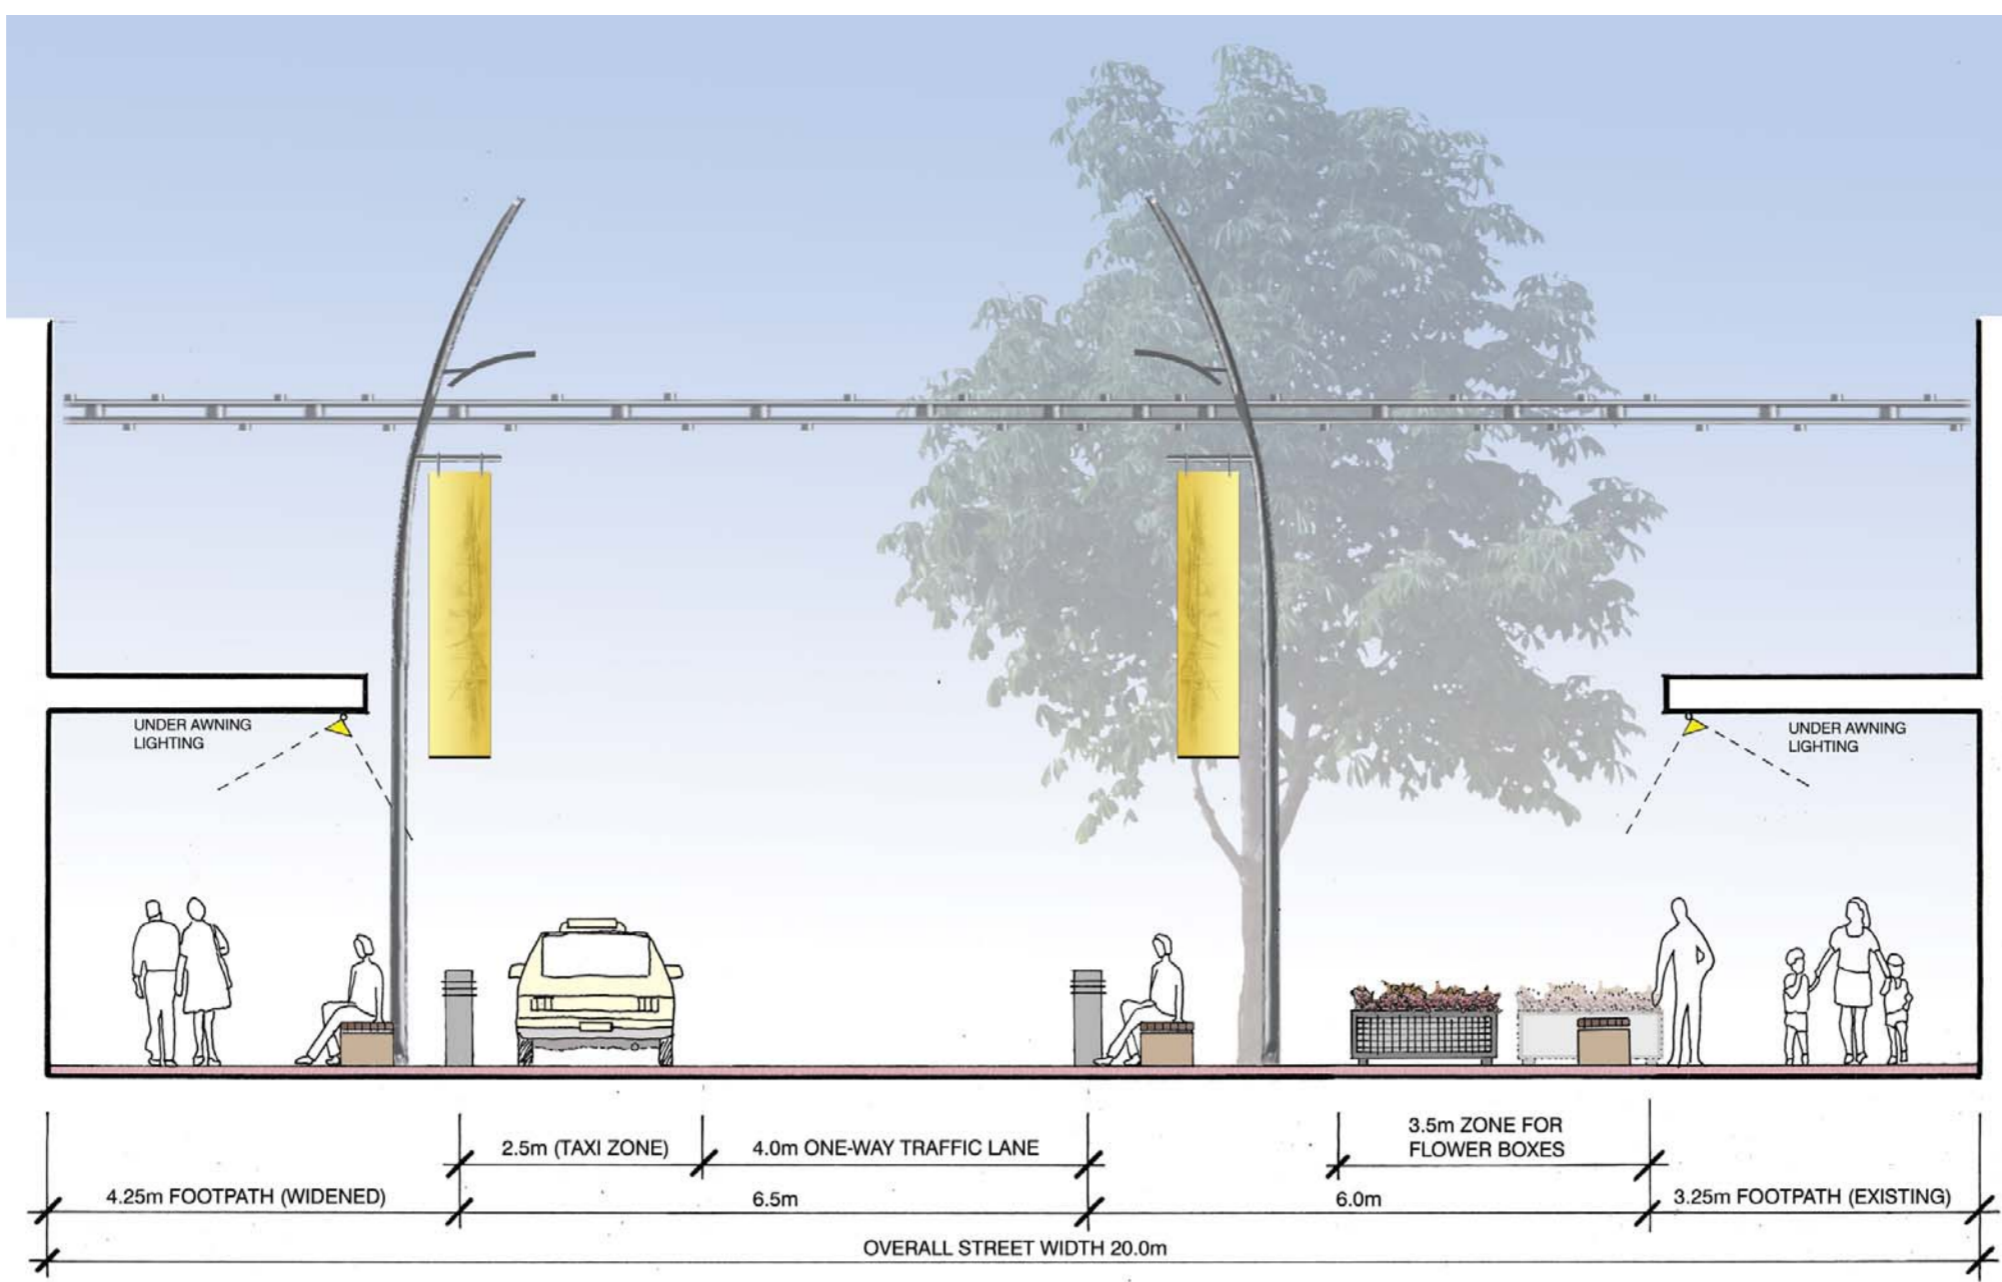 UNDER AWNING
LIGHTING
UNDER AWNING
LIGHTING
2.5m (TAXI ZONE)
4.0m ONE-WAY TRAFFIC LANE
3.5m ZONE FOR
FLOWER BOXES
4.25m FOOTPATH (WIDENED)
6.5m
6.0m
3.25m FOOTPATH (EXISTING)
OVERALL STREET WIDTH 20.0m